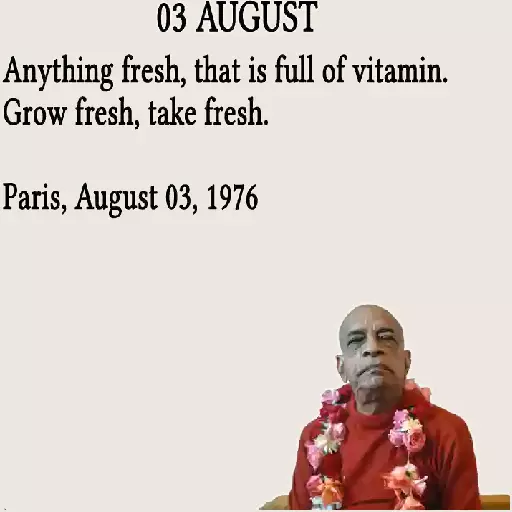 03 AUGUST
Anything fresh, that is full of vitamin.
Grow fresh, take fresh.
Paris, August 03, 1976